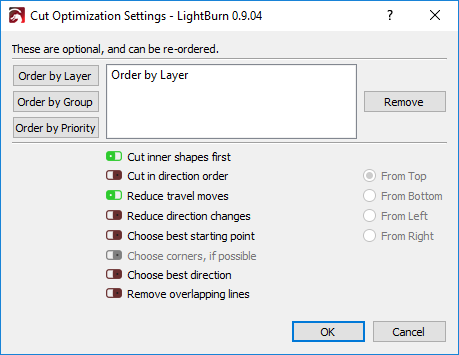 Cut Optimization Settings - LightBurn 0.9.04
These are optional, and can be re-ordered.
Order by Layer
Order by Group
Order by Priority
Order by Layer
Remove
Cut inner shapes first
Cut in direction order
Reduce travel moves
Reduce direction changes
Choose best starting point
Choose corners, if possible
Choose best direction
Remove overlapping lines
From Top
From Bottom
From Left
From Right
OK
Cancel